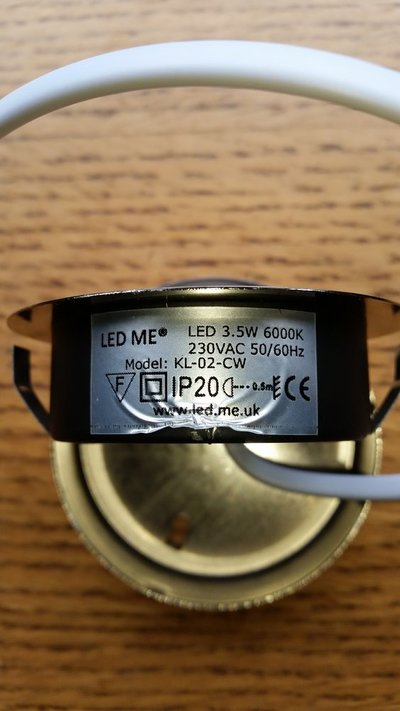 LED ME® LED 3.5W 6000K
230VAC 50/60Hz
Model: KL-02-CW
F IP20 0.5m CE
www.led.me.uk